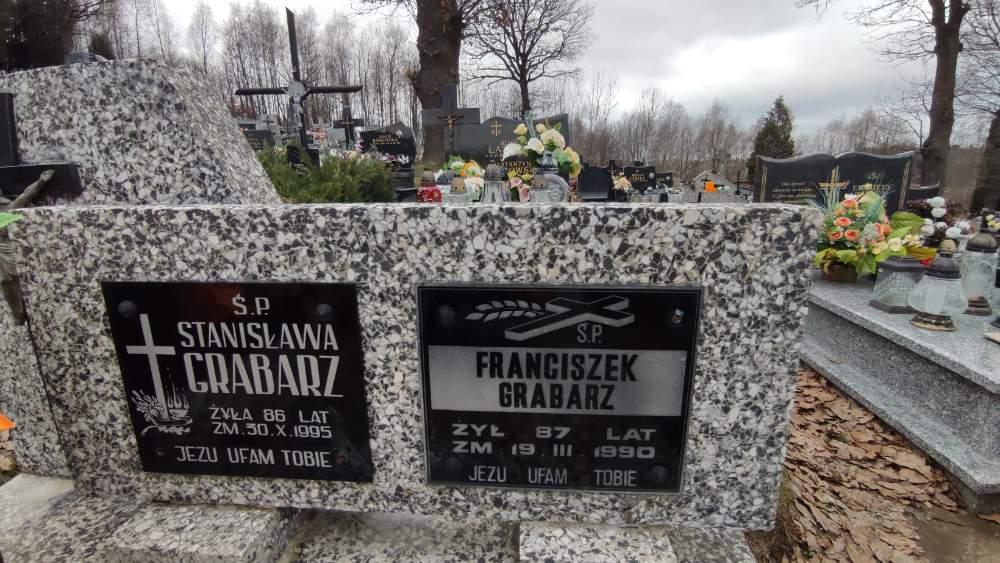 Ś.P.
STANISŁAWA
GRABARZ
ŻYŁA 86 LAT
ZM. 30.X.1995
JEZU UFAM TOBIE
Ś.P.
FRANCISZEK
GRABARZ
ŻYŁ 87 LAT
ZM 19 III 1990
JEZU UFAM TOBIE